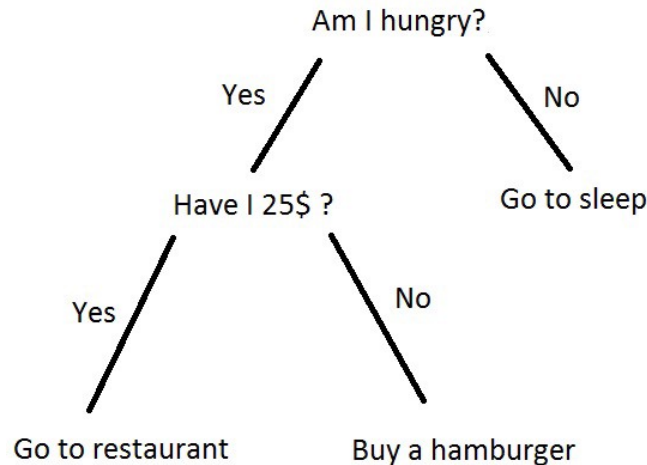 Am I hungry?
Yes
No
Have I 25$ ?
Go to sleep
Yes
No
Go to restaurant
Buy a hamburger